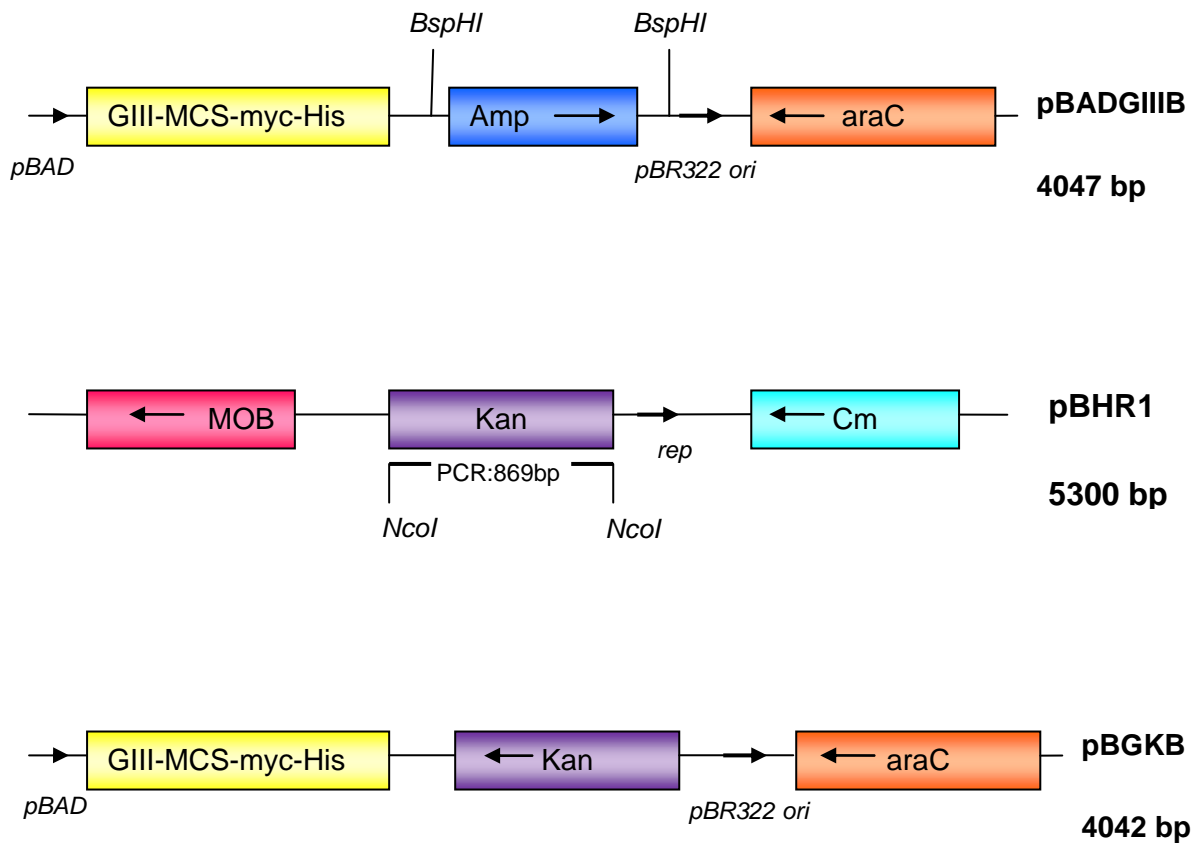 BspHI
BspHI
GIII-MCS-myc-His
Amp
araC
pBADGIIIB
pBAD
pBR322 ori
4047 bp
MOB
Kan
Cm
pBHR1
rep
PCR:869bp
NcoI
NcoI
5300 bp
GIII-MCS-myc-His
Kan
araC
pBGKB
pBAD
pBR322 ori
4042 bp